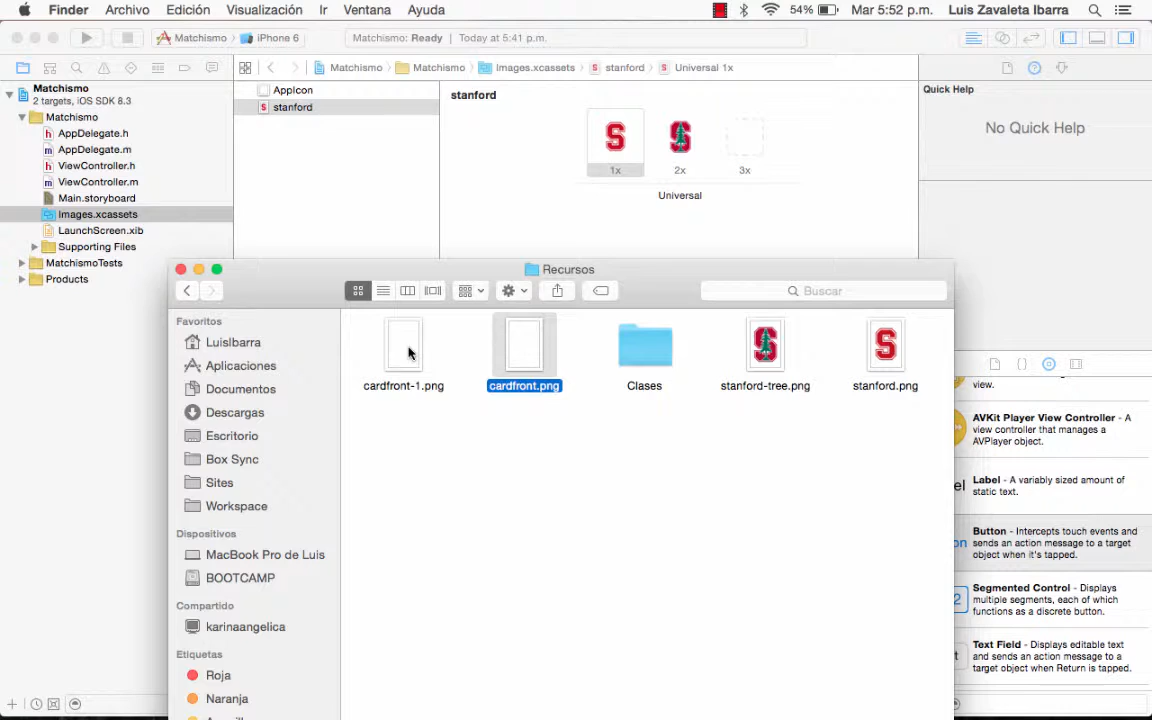 Finder Archivo Edición Visualización Ir Ventana Ayuda 54% Mar 5:52 p.m. Luis Zavaleta Ibarra
Matchismo iPhone 6 Matchismo: Ready Today at 5:41 p.m.
Matchismo Matchismo Images.xcassets stanford Universal 1x
Matchismo
2 targets, iOS SDK 8.3
Matchismo
h AppDelegate.h
m AppDelegate.m
h ViewController.h
m ViewController.m
Main.storyboard
Images.xcassets
LaunchScreen.xib
Supporting Files
MatchismoTests
Products
AppIcon
S stanford
stanford
S S
1x 2x 3x
Universal
Quick Help
No Quick Help
Recursos
Buscar
Favoritos
LuisIbarra
Aplicaciones
Documentos
Descargas
Escritorio
Box Sync
Sites
Workspace
Dispositivos
MacBook Pro de Luis
BOOTCAMP
Compartido
karinaangelica
Etiquetas
Roja
Naranja
S S
cardfront-1.png cardfront.png Clases stanford-tree.png stanford.png
view.
AVKit Player View Controller - A
view controller that manages a
AVPlayer object.
el Label - A variably sized amount of
static text.
on Button - Intercepts touch events and
sends an action message to a target
object when it's tapped.
2 Segmented Control - Displays
multiple segments, each of which
functions as a discrete button.
t Text Field - Displays editable text
and sends an action message to a
target object when Return is tapped.